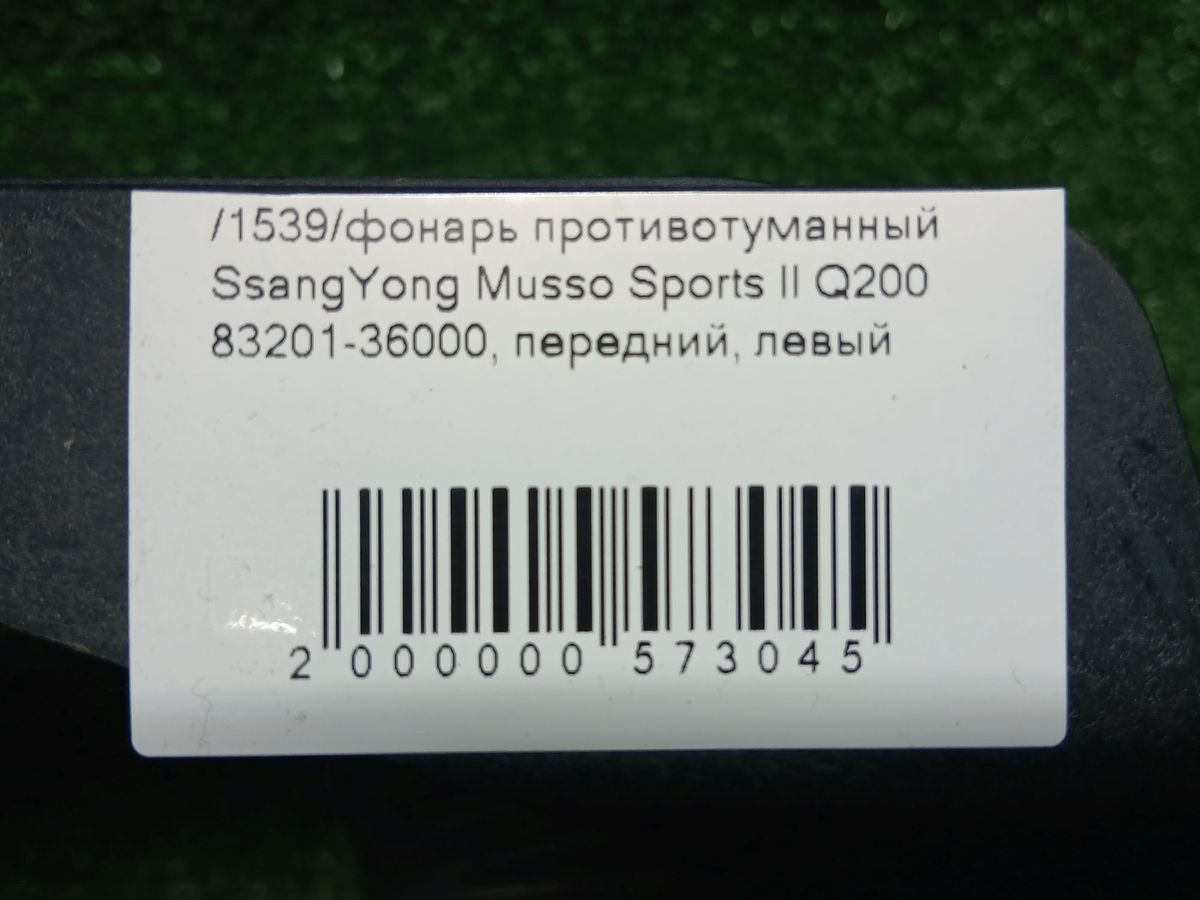 /1539/фонарь противотуманный
SsangYong Musso Sports II Q200
83201-36000, передний, левый
2 000000 573045